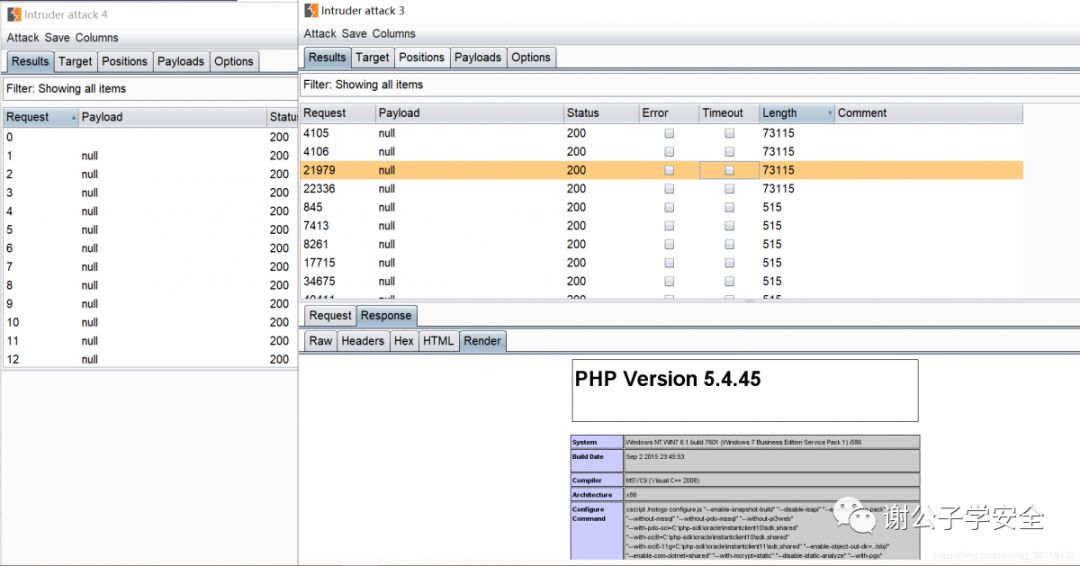 Intruder attack 4
Attack Save Columns
Results Target Positions Payloads Options
Filter: Showing all items
Request Payload Status
0 200
1 null 200
2 null 200
3 null 200
4 null 200
5 null 200
6 null 200
7 null 200
8 null 200
9 null 200
10 null 200
11 null 200
12 null 200
Intruder attack 3
Attack Save Columns
Results Target Positions Payloads Options
Filter: Showing all items
Request Payload Status Error Timeout Length Comment
4105 null 200 73115
4106 null 200 73115
21979 null 200 73115
22336 null 200 73115
845 null 200 515
7413 null 200 515
8261 null 200 515
17715 null 200 515
34675 null 200 515
null 200 515
Request Response
Raw Headers Hex HTML Render
PHP Version 5.4.45
System Windows NT WIN7 6.1 build 7601 (Windows 7 Business Edition Service Pack 1) i586
Build Date Sep 2 2015 23:45:53
Compiler MSVC9 (Visual C++ 2008)
Architecture x86
Configure Command cscript /nologo configure.js "--enable-snapshot-build" "--disable-isapi"
"--without-mssql" "--without-pdo-mssql" "--without-pi3web"
"--with-pdo-oci=C:\php-sdk\oracle\instantclient10\sdk,shared"
"--with-oci8=C:\php-sdk\oracle\instantclient10\sdk,shared"
"--with-oci8-11g=C:\php-sdk\oracle\instantclient11\sdk,shared" "--enable-object-out-dir=../obj/"
"--enable-com-dotnet=shared" "--with-mcrypt=static" "--disable-static-analyze" "--with-pgo"
谢公子学安全